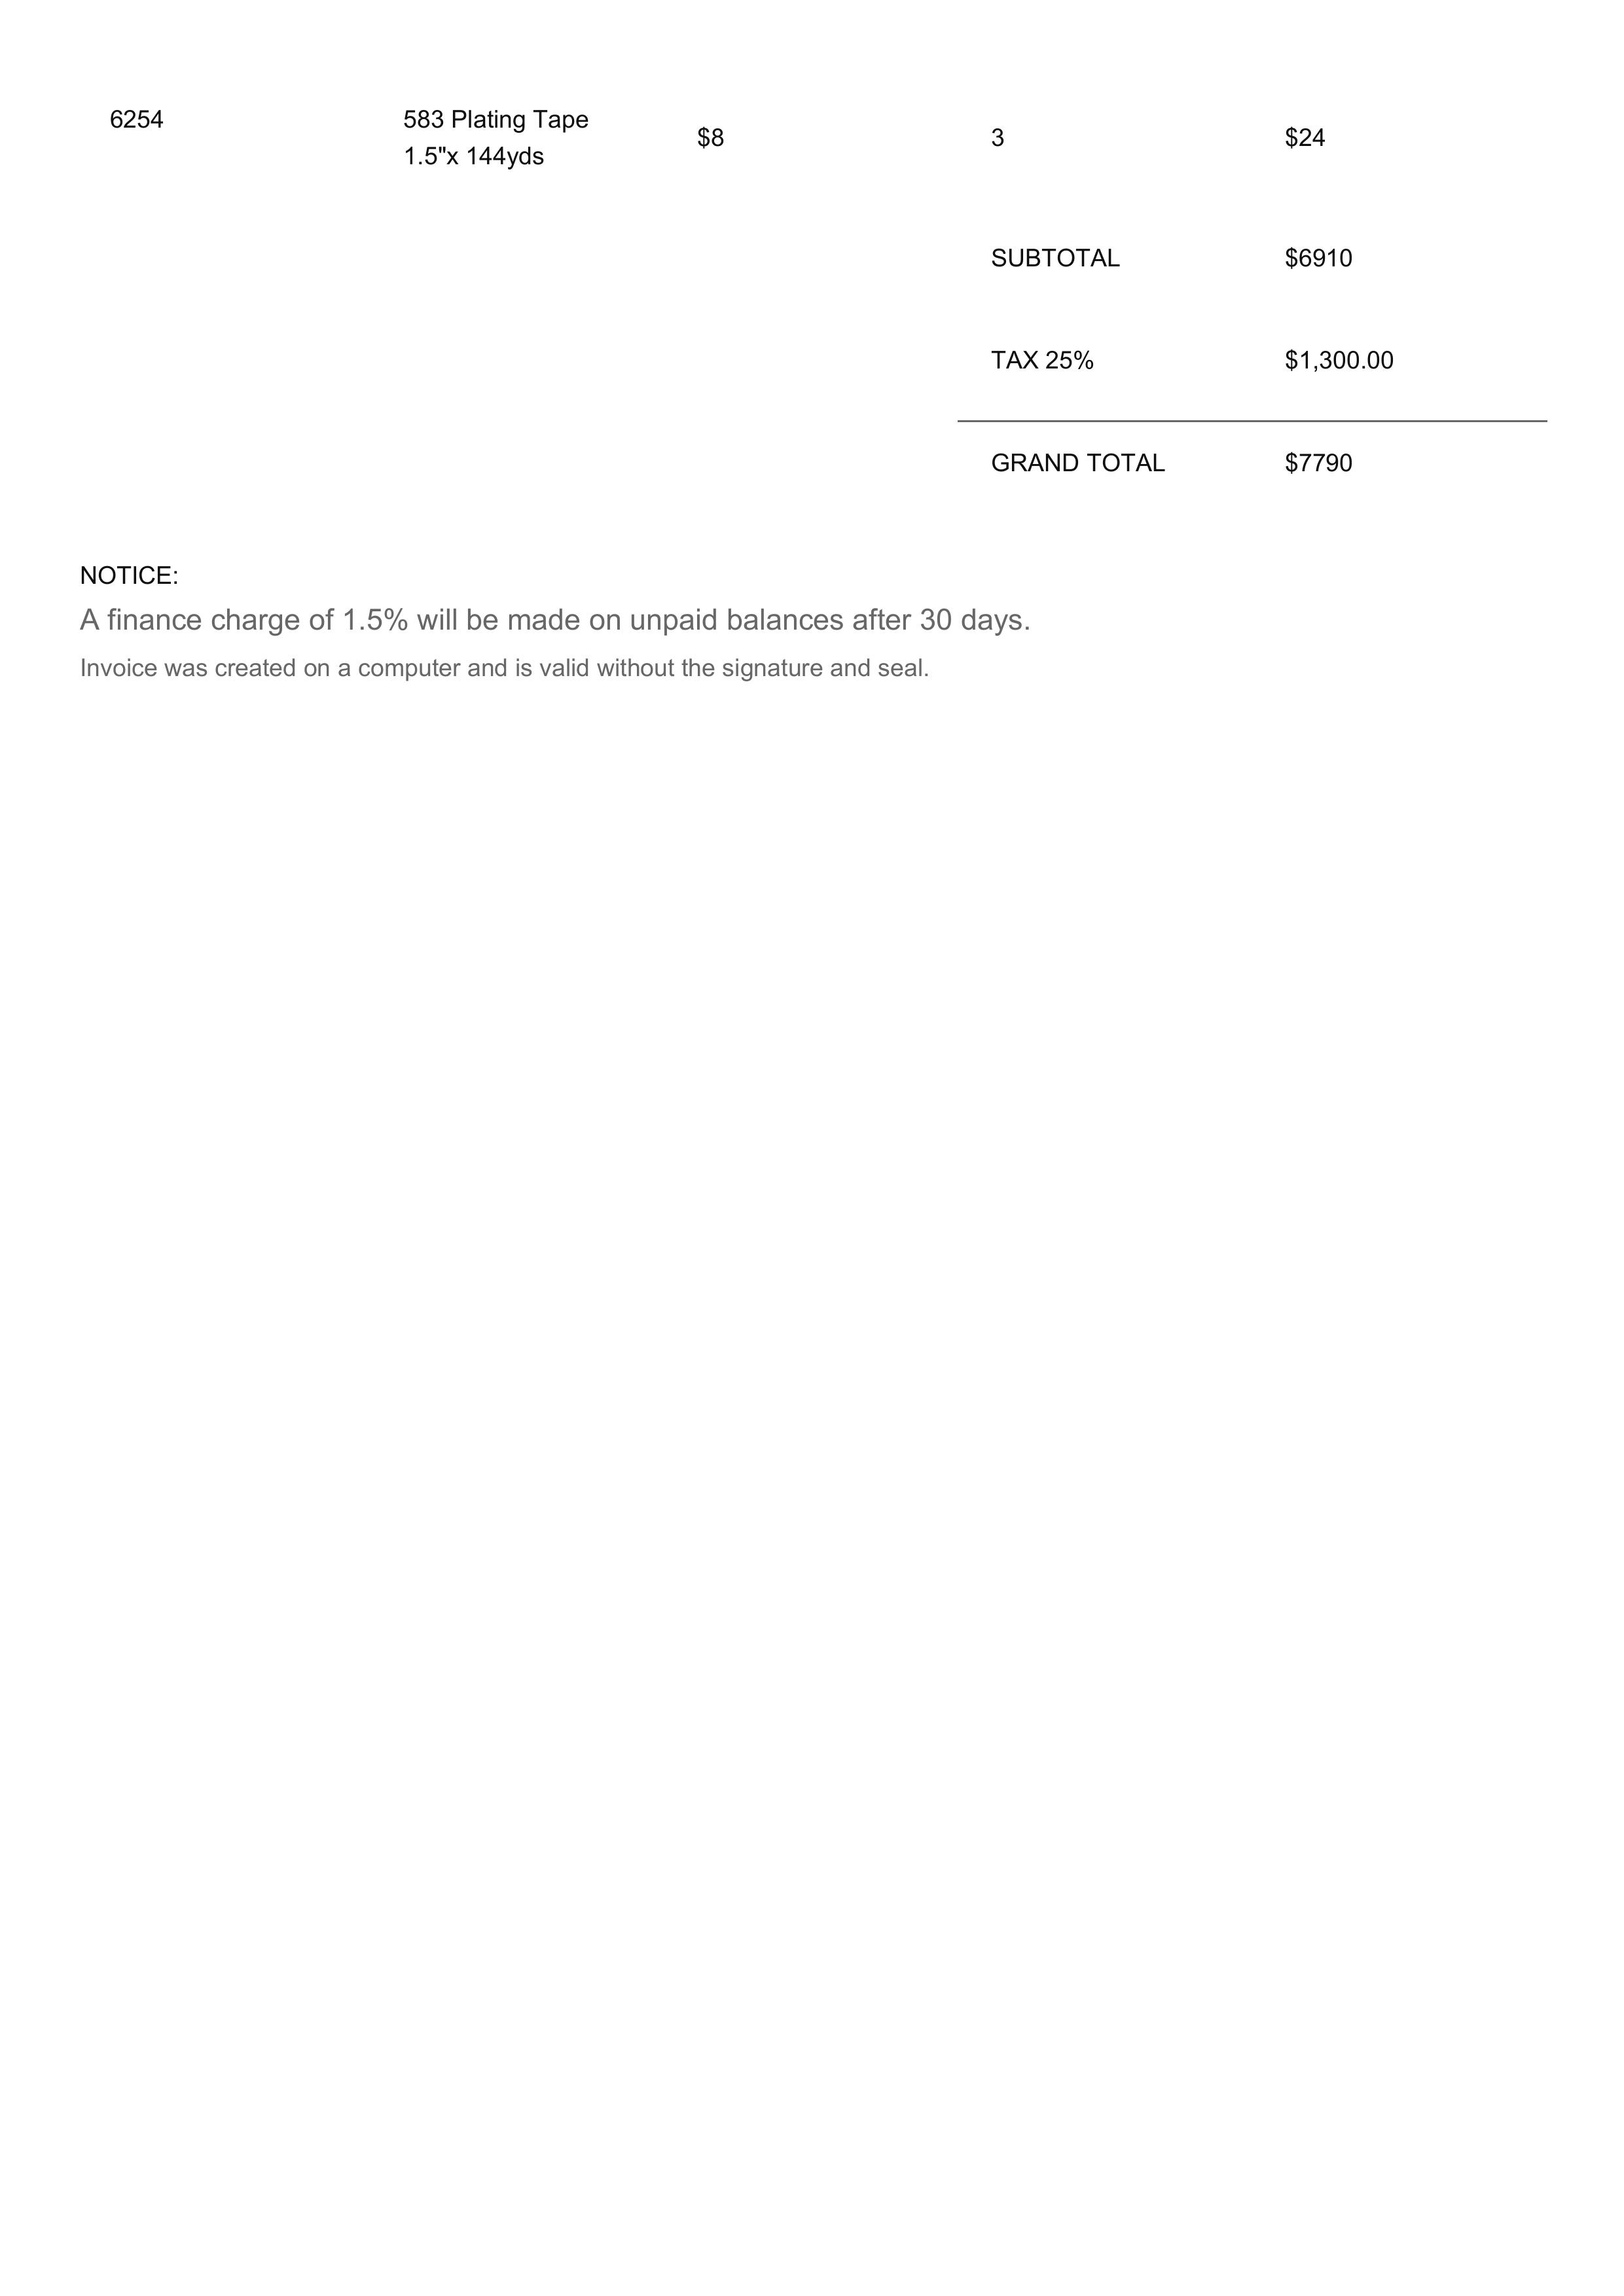 6254 583 Plating Tape $8 3 $24
1.5"x 144yds
SUBTOTAL $6910
TAX 25% $1,300.00
GRAND TOTAL $7790
NOTICE:
A finance charge of 1.5% will be made on unpaid balances after 30 days.
Invoice was created on a computer and is valid without the signature and seal.